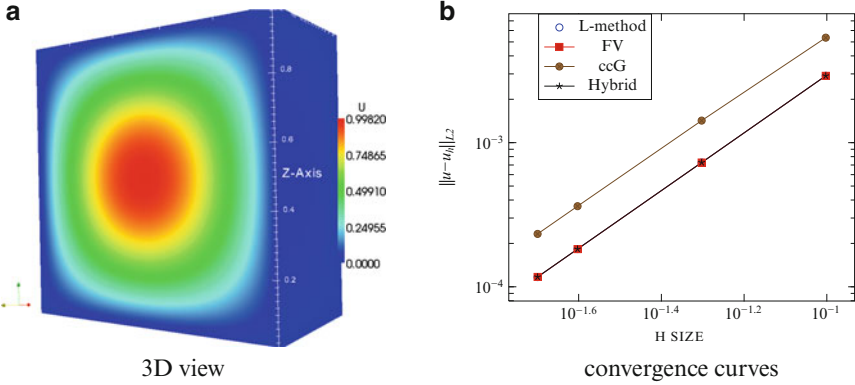 a
U
0.99820
0.74865
0.49910
0.24955
0.0000
0.8
0.6
Z-Axis
0.4
0.2
3D view
b
L-method
FV
ccG
Hybrid
10^{-3}
10^{-4}
‖u−u_h‖_{L2}
10^{-1.6}
10^{-1.4}
10^{-1.2}
10^{-1}
H SIZE
convergence curves